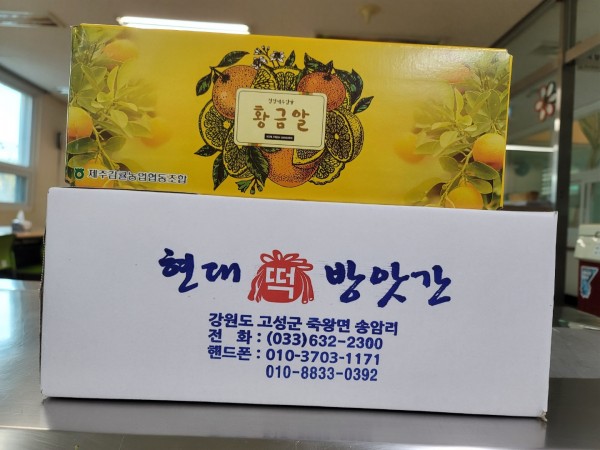 황금알
제주감귤농업협동조합
현대 떡 방앗간
강원도 고성군 죽왕면 송암리
전 화 : (033)632-2300
핸드폰 : 010-3703-1171
010-8833-0392